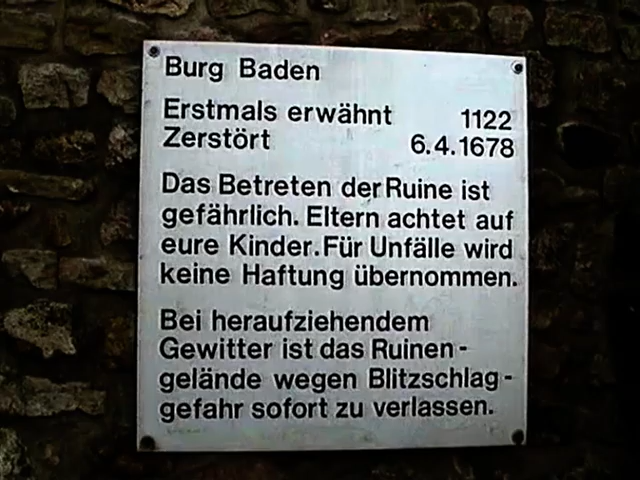 Burg Baden
Erstmals erwähnt 1122
Zerstört 6.4.1678
Das Betreten der Ruine ist
gefährlich. Eltern achtet auf
eure Kinder. Für Unfälle wird
keine Haftung übernommen.
Bei heraufziehendem
Gewitter ist das Ruinen-
gelände wegen Blitzschlag-
gefahr sofort zu verlassen.